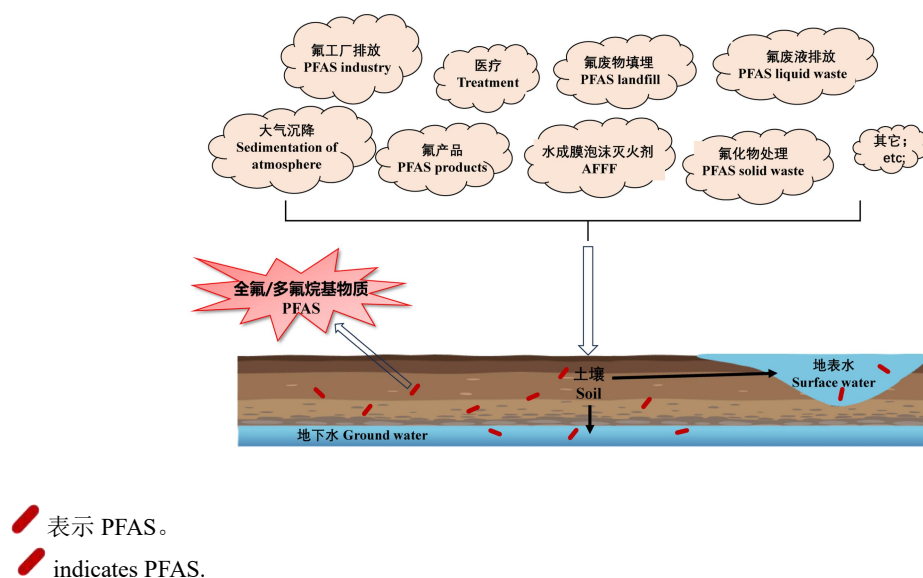 氟工厂排放
PFAS industry
医疗
Treatment
氟废物填埋
PFAS landfill
氟废液排放
PFAS liquid waste
大气沉降
Sedimentation of
atmosphere
氟产品
PFAS products
水成膜泡沫灭火剂
AFFF
氟化物处理
PFAS solid waste
其它；
etc;
全氟/多氟烷基物质
PFAS
土壤
Soil
地表水
Surface water
地下水 Ground water
表示 PFAS。
indicates PFAS.